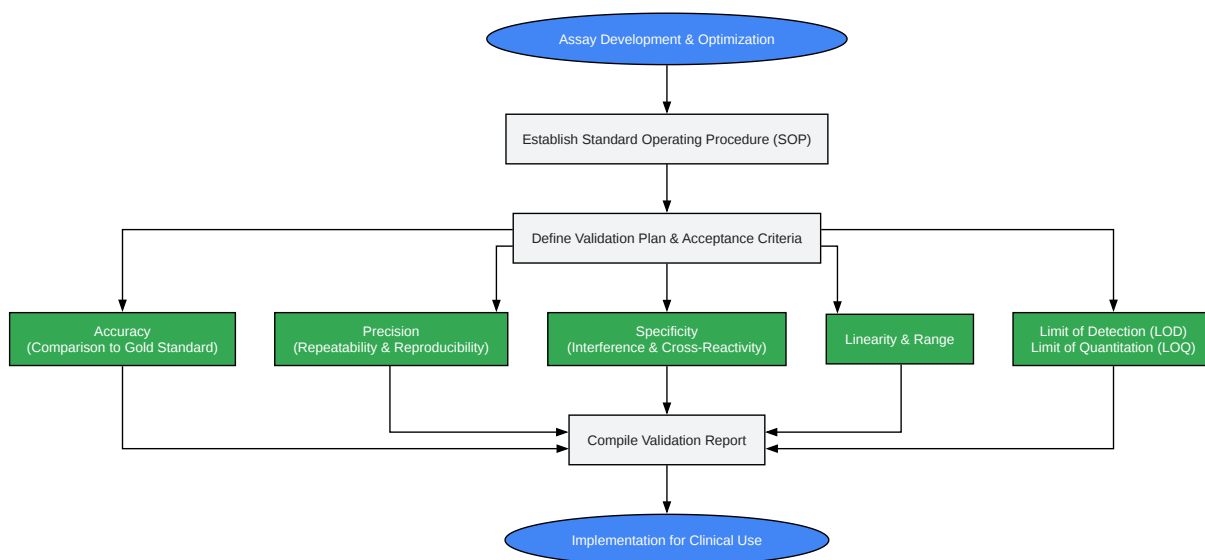 Assay Development & Optimization
Establish Standard Operating Procedure (SOP)
Define Validation Plan & Acceptance Criteria
Accuracy
(Comparison to Gold Standard)
Precision
(Repeatability & Reproducibility)
Specificity
(Interference & Cross-Reactivity)
Linearity & Range
Limit of Detection (LOD)
Limit of Quantitation (LOQ)
Compile Validation Report
Implementation for Clinical Use